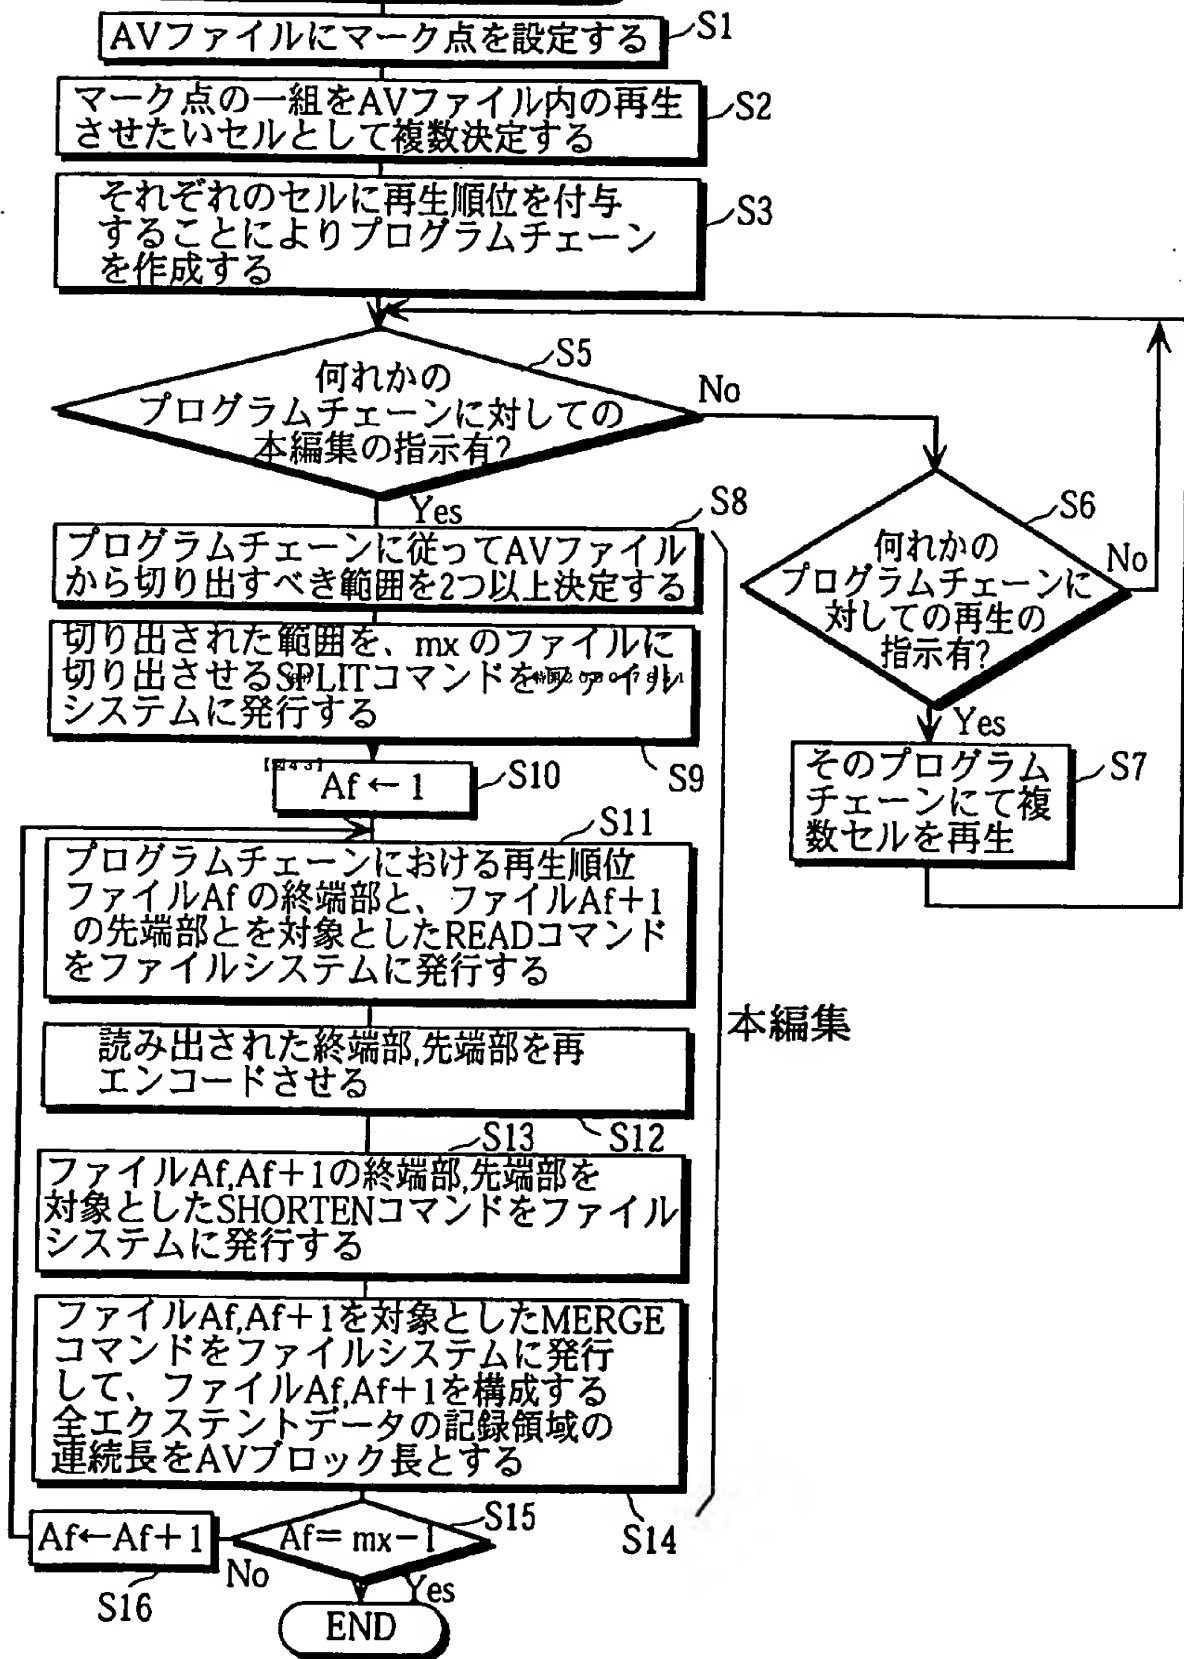 AVファイルにマーク点を設定する
S1
マーク点の一組をAVファイル内の再生
させたいセルとして複数決定する
S2
それぞれのセルに再生順位を付与
することによりプログラムチェーン
を作成する
S3
何れかの
プログラムチェーンに対しての
本編集の指示有?
S5
No
Yes
何れかの
プログラムチェーンに
対しての再生の
指示有?
S6
No
Yes
そのプログラム
チェーンにて複
数セルを再生
S7
プログラムチェーンに従ってAVファイル
から切り出すべき範囲を2つ以上決定する
S8
切り出された範囲を、mxのファイルに
切り出させるSPLITコマンドをファイル
システムに発行する
S9
【図43】
Af←1
S10
プログラムチェーンにおける再生順位
ファイルAfの終端部と、ファイルAf+1
の先端部とを対象としたREADコマンド
をファイルシステムに発行する
S11
本編集
読み出された終端部,先端部を再
エンコードさせる
S12
S13
ファイルAf,Af+1の終端部,先端部を
対象としたSHORTENコマンドをファイル
システムに発行する
ファイルAf,Af+1を対象としたMERGE
コマンドをファイルシステムに発行
して、ファイルAf,Af+1を構成する
全エクステントデータの記録領域の
連続長をAVブロック長とする
S14
Af=mx-1
S15
No
Yes
Af←Af+1
S16
END